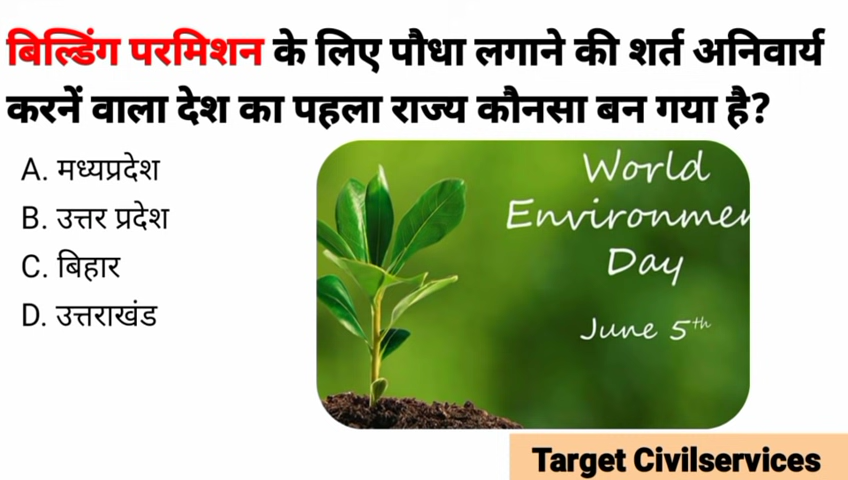 बिल्डिंग परमिशन के लिए पौधा लगाने की शर्त अनिवार्य
करनें वाला देश का पहला राज्य कौनसा बन गया है?
A. मध्यप्रदेश
B. उत्तर प्रदेश
C. बिहार
D. उत्तराखंड
World
Environmen
Day
June 5th
Target Civilservices